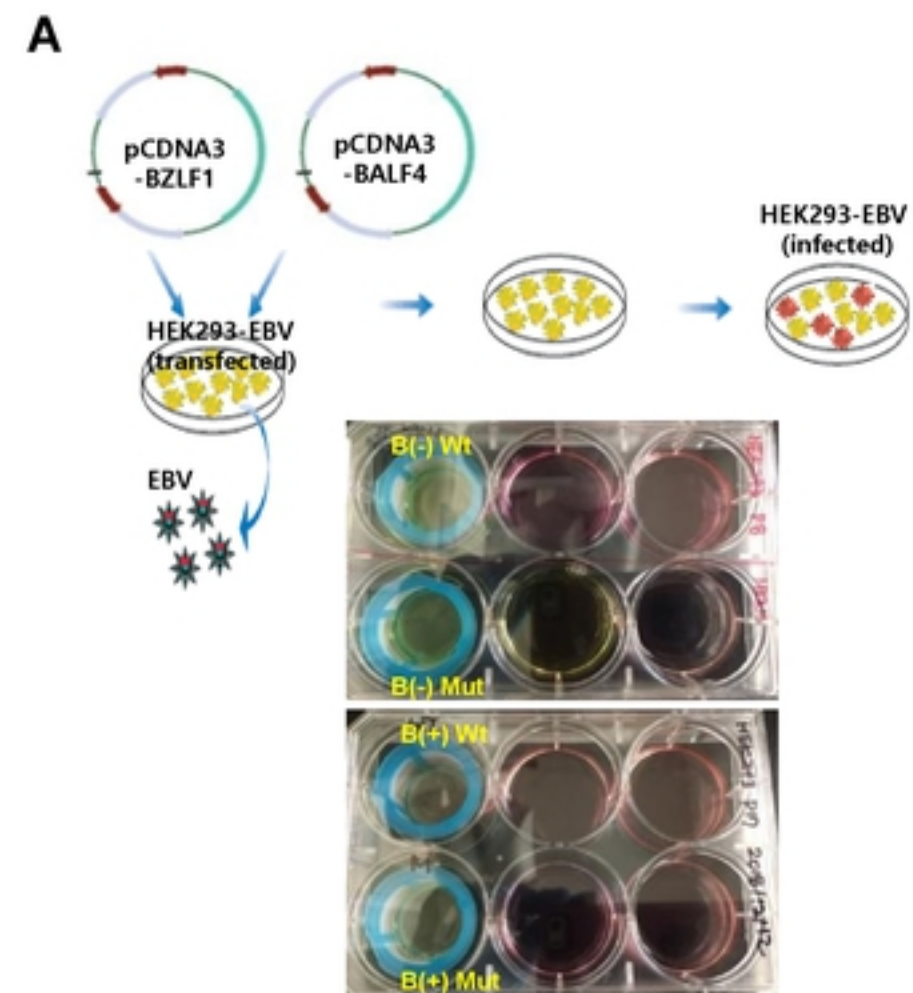 A
pCDNA3
-BZLF1
pCDNA3
-BALF4
HEK293-EBV
(infected)
HEK293-EBV
(transfected)
EBV
B(-) Wt
B(-) Mut
B(+) Wt
B(+) Mut